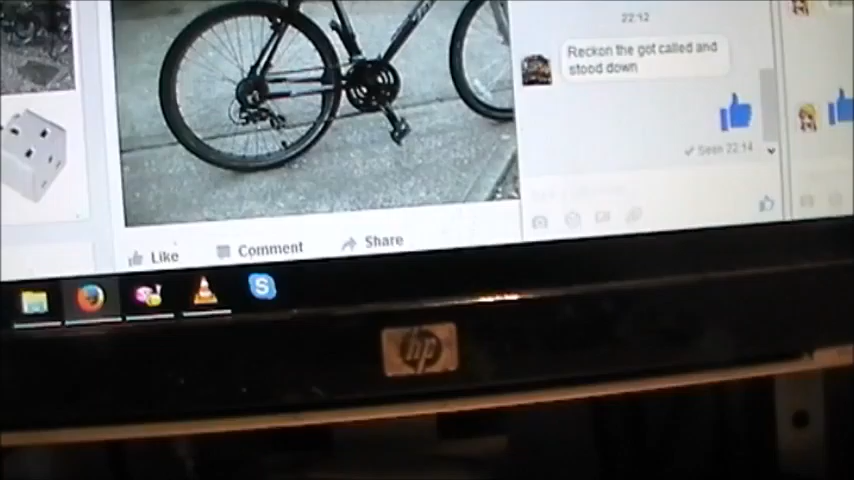 22:12
Reckon the got called and
stood down
Seen 22:14
Like
Comment
Share
S
hp